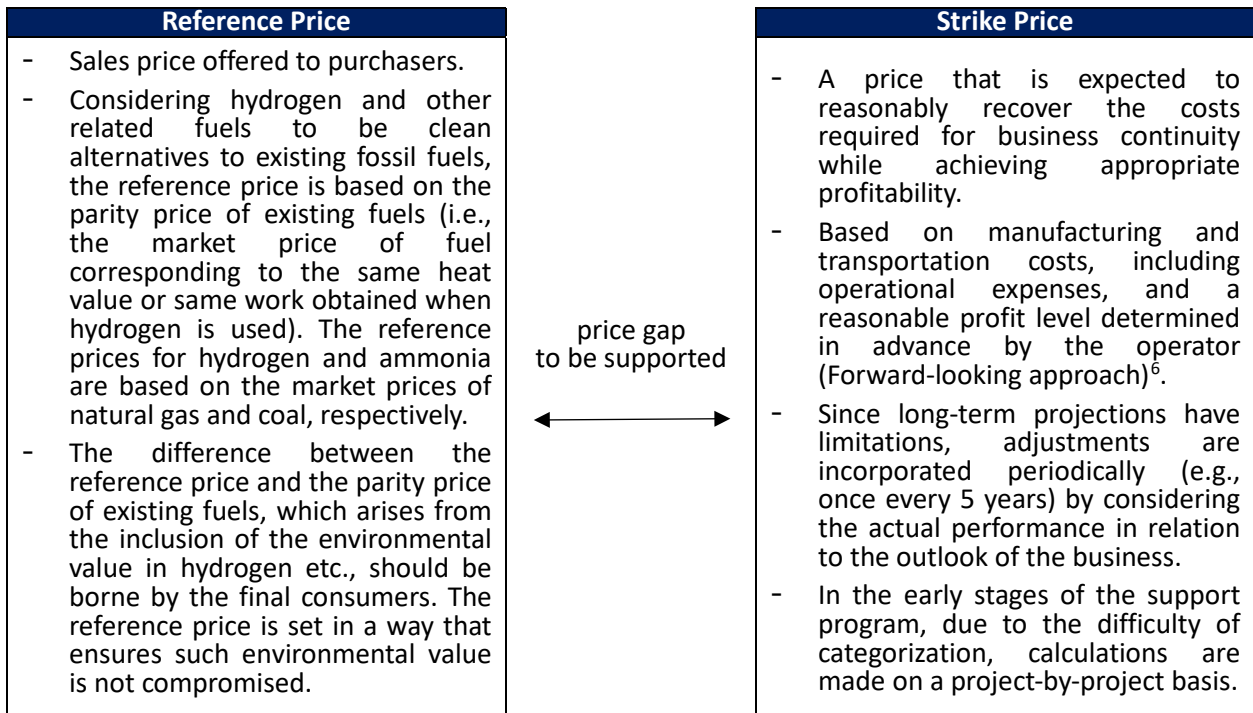 Reference Price
- Sales price offered to purchasers.
- Considering hydrogen and other
related fuels to be clean
alternatives to existing fossil fuels,
the reference price is based on the
parity price of existing fuels (i.e.,
the market price of fuel
corresponding to the same heat
value or same work obtained when
hydrogen is used). The reference
prices for hydrogen and ammonia
are based on the market prices of
natural gas and coal, respectively.
- The difference between the
reference price and the parity price
of existing fuels, which arises from
the inclusion of the environmental
value in hydrogen etc., should be
borne by the final consumers. The
reference price is set in a way that
ensures such environmental value
is not compromised.
price gap
to be supported
Strike Price
- A price that is expected to
reasonably recover the costs
required for business continuity
while achieving appropriate
profitability.
- Based on manufacturing and
transportation costs, including
operational expenses, and a
reasonable profit level determined
in advance by the operator
(Forward-looking approach)⁶.
- Since long-term projections have
limitations, adjustments are
incorporated periodically (e.g.,
once every 5 years) by considering
the actual performance in relation
to the outlook of the business.
- In the early stages of the support
program, due to the difficulty of
categorization, calculations are
made on a project-by-project basis.